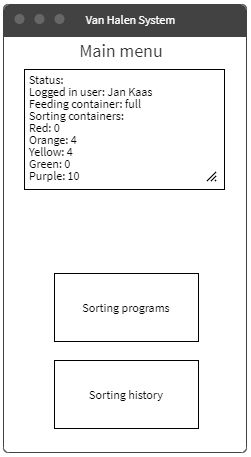 Van Halen System
Main menu
Status:
Logged in user: Jan Kaas
Feeding container: full
Sorting containers:
Red: 0
Orange: 4
Yellow: 4
Green: 0
Purple: 10
Sorting programs
Sorting history